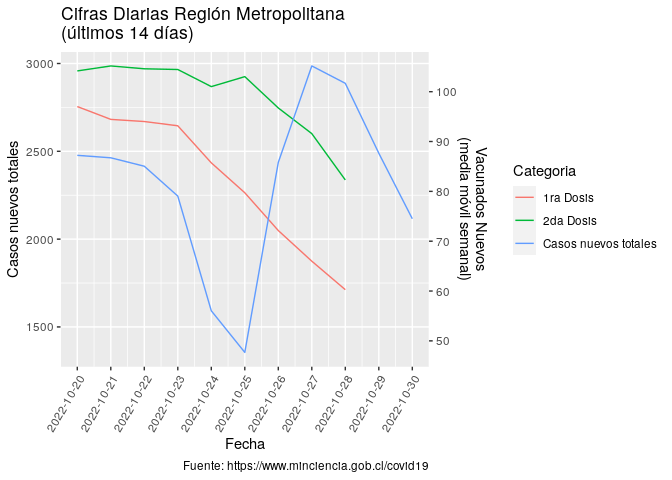 Cifras Diarias Región Metropolitana
(últimos 14 días)
3000
2500
2000
1500
Casos nuevos totales
100
90
80
70
60
50
Vacunados Nuevos
(media móvil semanal)
2022-10-20
2022-10-21
2022-10-22
2022-10-23
2022-10-24
2022-10-25
2022-10-26
2022-10-27
2022-10-28
2022-10-29
2022-10-30
Fecha
Categoria
1ra Dosis
2da Dosis
Casos nuevos totales
Fuente: https://www.minciencia.gob.cl/covid19